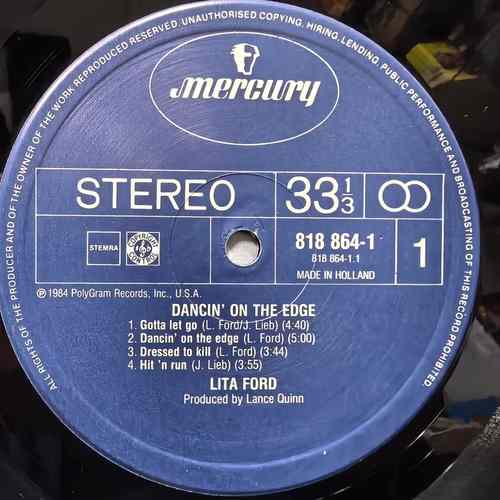 ALL RIGHTS OF THE PRODUCER AND OF THE OWNER OF THE WORK REPRODUCED RESERVED. UNAUTHORISED COPYING, HIRING, LENDING, PUBLIC PERFORMANCE AND BROADCASTING OF THIS RECORD PROHIBITED.
mercury
STEREO 33 1/3
STEMRA COPYRIGHT CONTROL 818 864-1 1
818 864-1.1
MADE IN HOLLAND
℗ 1984 PolyGram Records, Inc., U.S.A.
DANCIN' ON THE EDGE
1. Gotta let go (L. Ford/J. Lieb) (4:40)
2. Dancin' on the edge (L. Ford) (5:00)
3. Dressed to kill (L. Ford) (3:44)
4. Hit 'n run (J. Lieb) (3:55)
LITA FORD
Produced by Lance Quinn